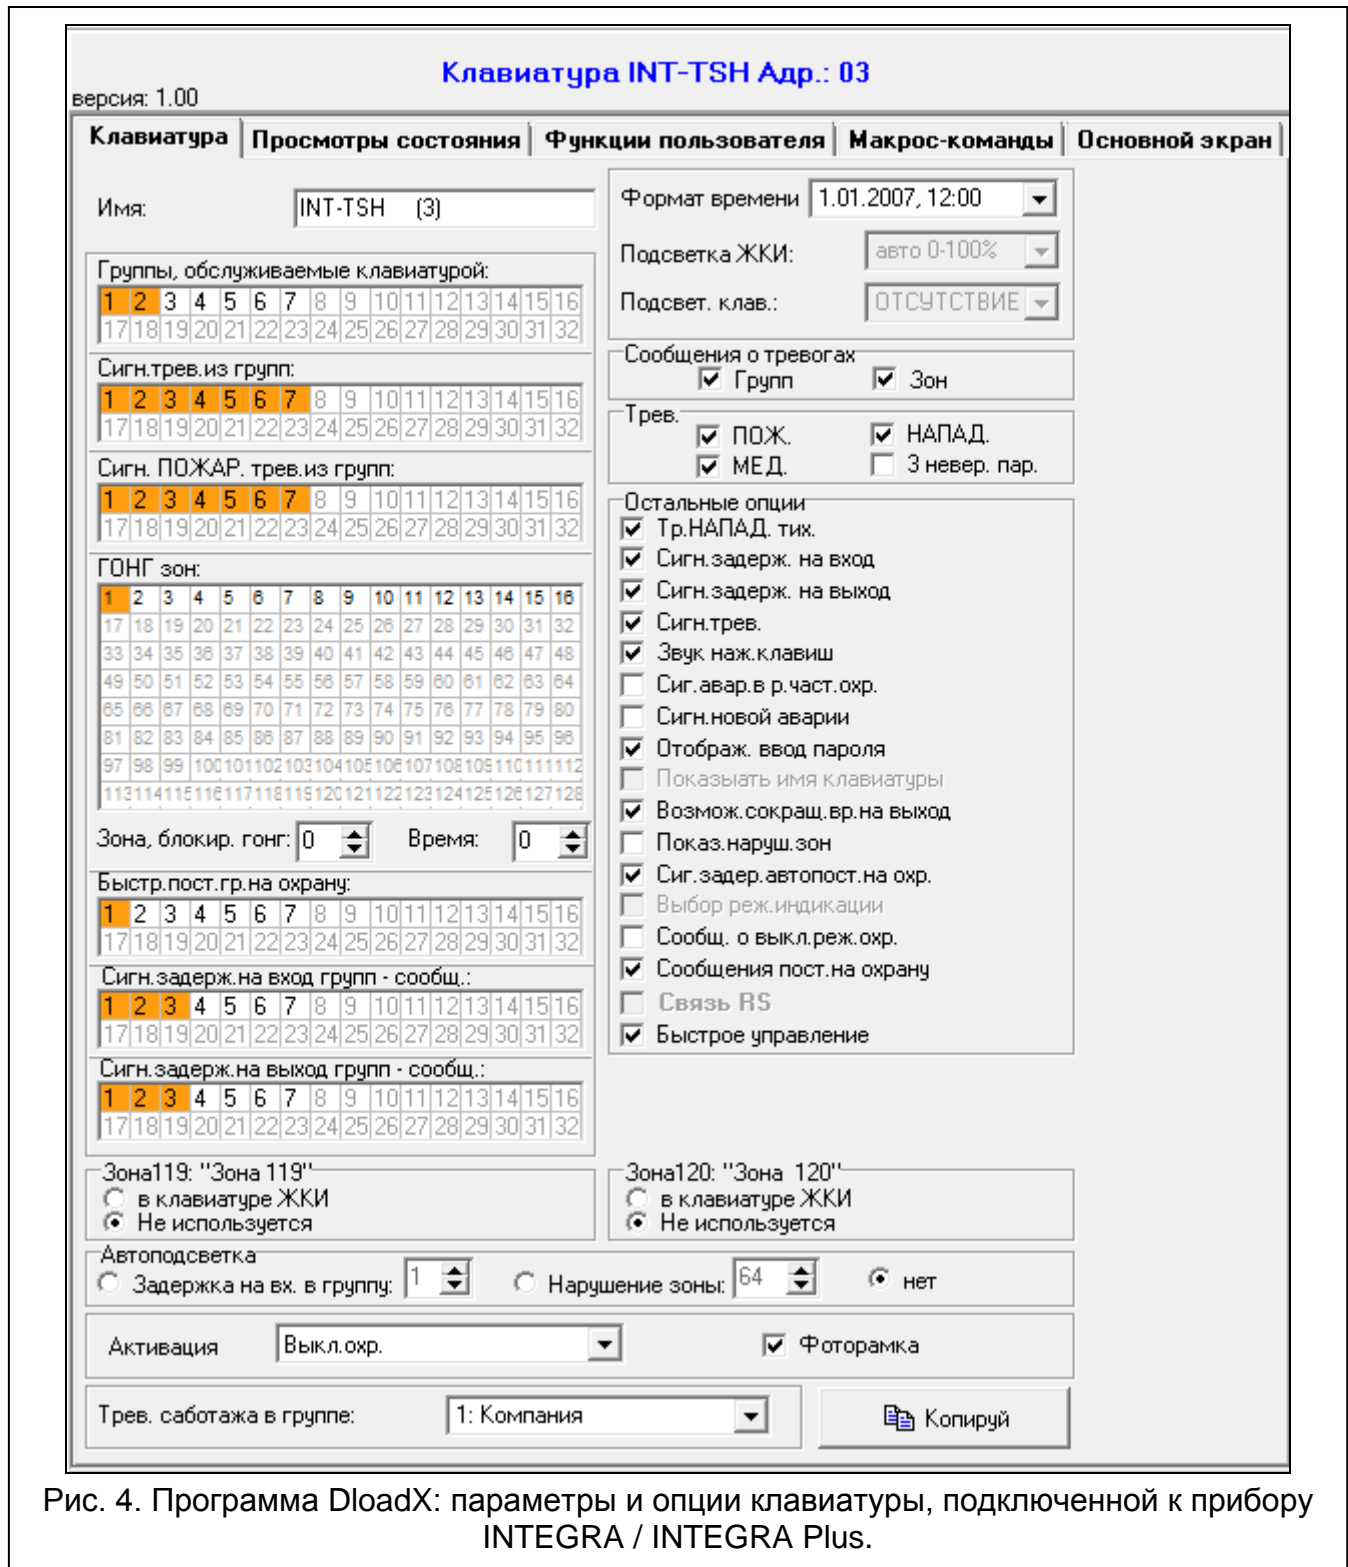 Клавиатура INT-TSH Адр.: 03
версия: 1.00
Клавиатура Просмотры состояния Функции пользователя Макрос-команды Основной экран
Имя: INT-TSH (3)
Группы, обслуживаемые клавиатурой:
1 2 3 4 5 6 7 8 9 10 11 12 13 14 15 16
17 18 19 20 21 22 23 24 25 26 27 28 29 30 31 32
Сигн.трев.из групп:
1 2 3 4 5 6 7 8 9 10 11 12 13 14 15 16
17 18 19 20 21 22 23 24 25 26 27 28 29 30 31 32
Сигн. ПОЖАР. трев.из групп:
1 2 3 4 5 6 7 8 9 10 11 12 13 14 15 16
17 18 19 20 21 22 23 24 25 26 27 28 29 30 31 32
ГОНГ зон:
1 2 3 4 5 6 7 8 9 10 11 12 13 14 15 16
17 18 19 20 21 22 23 24 25 26 27 28 29 30 31 32
33 34 35 36 37 38 39 40 41 42 43 44 45 46 47 48
49 50 51 52 53 54 55 56 57 58 59 60 61 62 63 64
65 66 67 68 69 70 71 72 73 74 75 76 77 78 79 80
81 82 83 84 85 86 87 88 89 90 91 92 93 94 95 96
97 98 99 100 101 102 103 104 105 106 107 108 109 110 111 112
113 114 115 116 117 118 119 120 121 122 123 124 125 126 127 128
Зона, блокир. гонг: 0 Время: 0
Быстр.пост.гр.на охрану:
1 2 3 4 5 6 7 8 9 10 11 12 13 14 15 16
17 18 19 20 21 22 23 24 25 26 27 28 29 30 31 32
Сигн.задерж.на вход групп - сообщ.:
1 2 3 4 5 6 7 8 9 10 11 12 13 14 15 16
17 18 19 20 21 22 23 24 25 26 27 28 29 30 31 32
Сигн.задерж.на выход групп - сообщ.:
1 2 3 4 5 6 7 8 9 10 11 12 13 14 15 16
17 18 19 20 21 22 23 24 25 26 27 28 29 30 31 32
Формат времени 1.01.2007, 12:00
Подсветка ЖКИ: авто 0-100%
Подсвет. клав.: ОТСУТСТВИЕ
Сообщения о тревогах
Групп Зон
Трев.
ПОЖ. НАПАД.
МЕД. 3 невер. пар.
Остальные опции
Тр.НАПАД. тих.
Сигн.задерж. на вход
Сигн.задерж. на выход
Сигн.трев.
Звук наж.клавиш
Сиг.авар.в р.част.охр.
Сигн.новой аварии
Отображ. ввод пароля
Показыать имя клавиатуры
Возмож.сокращ.вр.на выход
Показ.наруш.зон
Сиг.задер.автопост.на охр.
Выбор реж.индикации
Сообщ. о выкл.реж.охр.
Сообщения пост.на охрану
Связь RS
Быстрое управление
Зона119: "Зона 119"
в клавиатуре ЖКИ
Не используется
Зона120: "Зона 120"
в клавиатуре ЖКИ
Не используется
Автоподсветка
Задержка на вх. в группу: 1 Нарушение зоны: 64 нет
Активация Выкл.охр. Фоторамка
Трев. саботажа в группе: 1: Компания Копируй
Рис. 4. Программа DloadX: параметры и опции клавиатуры, подключенной к прибору
INTEGRA / INTEGRA Plus.